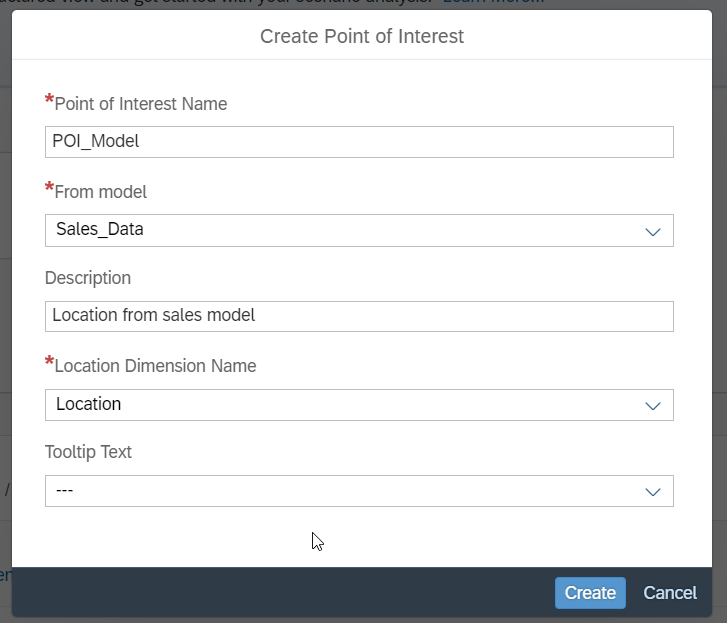 Create Point of Interest
*Point of Interest Name
POI_Model
*From model
Sales_Data
Description
Location from sales model
*Location Dimension Name
Location
Tooltip Text
---
/
en
Create Cancel